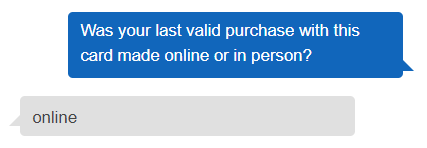 Was your last valid purchase with this
card made online or in person?
online